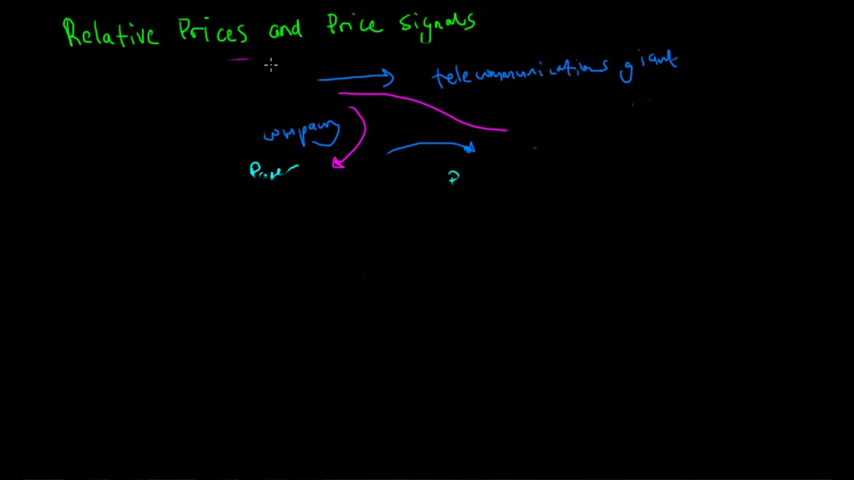 Relative Prices and Price Signals
telecommunications giant
company
P